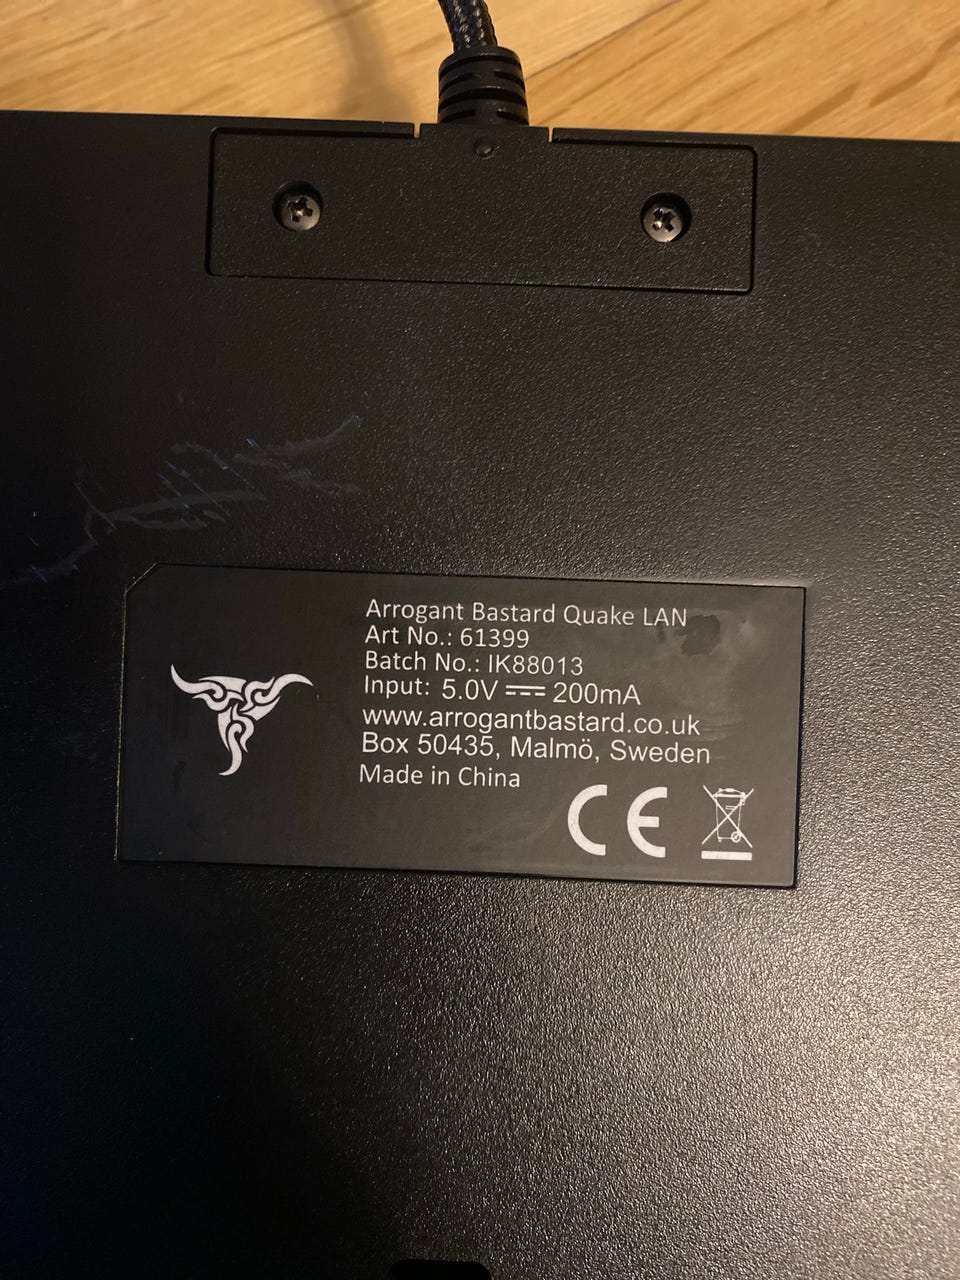 Arrogant Bastard Quake LAN
Art No.: 61399
Batch No.: IK88013
Input: 5.0V ⎓ 200mA
www.arrogantbastard.co.uk
Box 50435, Malmö, Sweden
Made in China
CE